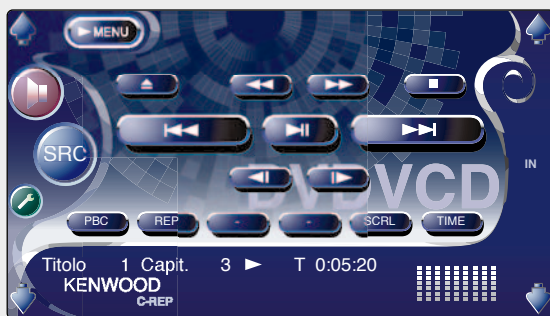 ►MENU
SRC
IN
DVD VCD
PBC REP - - SCRL TIME
Titolo 1 Capit. 3 ► T 0:05:20
KENWOOD
C-REP